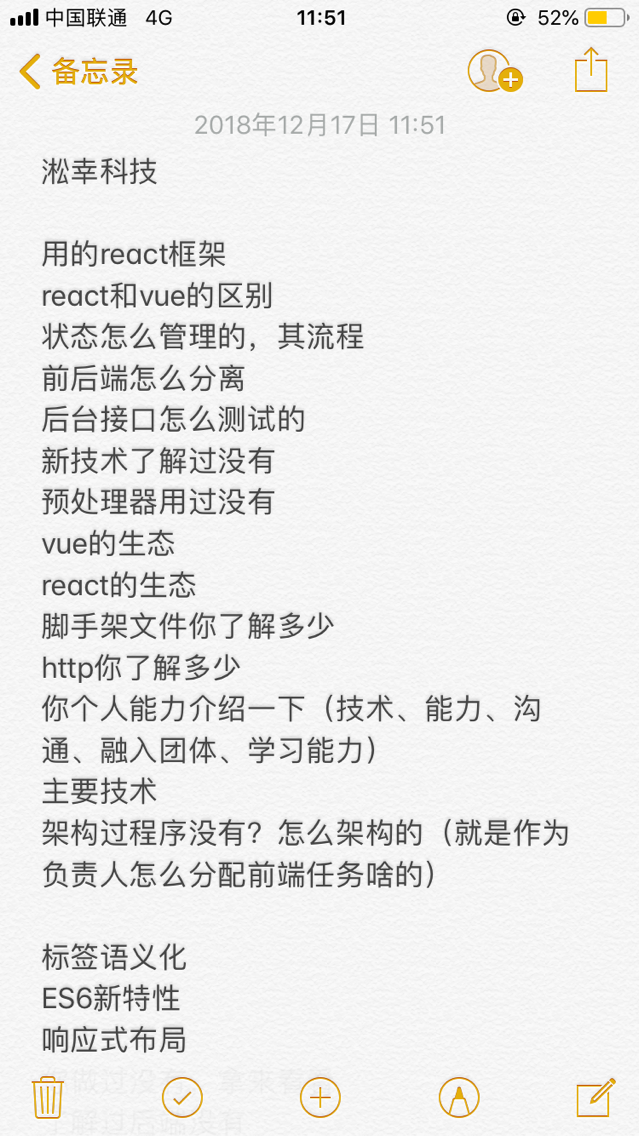 中国联通 4G 11:51 52%
备忘录
2018年12月17日 11:51
淞幸科技
用的react框架
react和vue的区别
状态怎么管理的，其流程
前后端怎么分离
后台接口怎么测试的
新技术了解过没有
预处理器用过没有
vue的生态
react的生态
脚手架文件你了解多少
http你了解多少
你个人能力介绍一下（技术、能力、沟
通、融入团体、学习能力）
主要技术
架构过程序没有？怎么架构的（就是作为
负责人怎么分配前端任务啥的）
标签语义化
ES6新特性
响应式布局
了解过后端没有